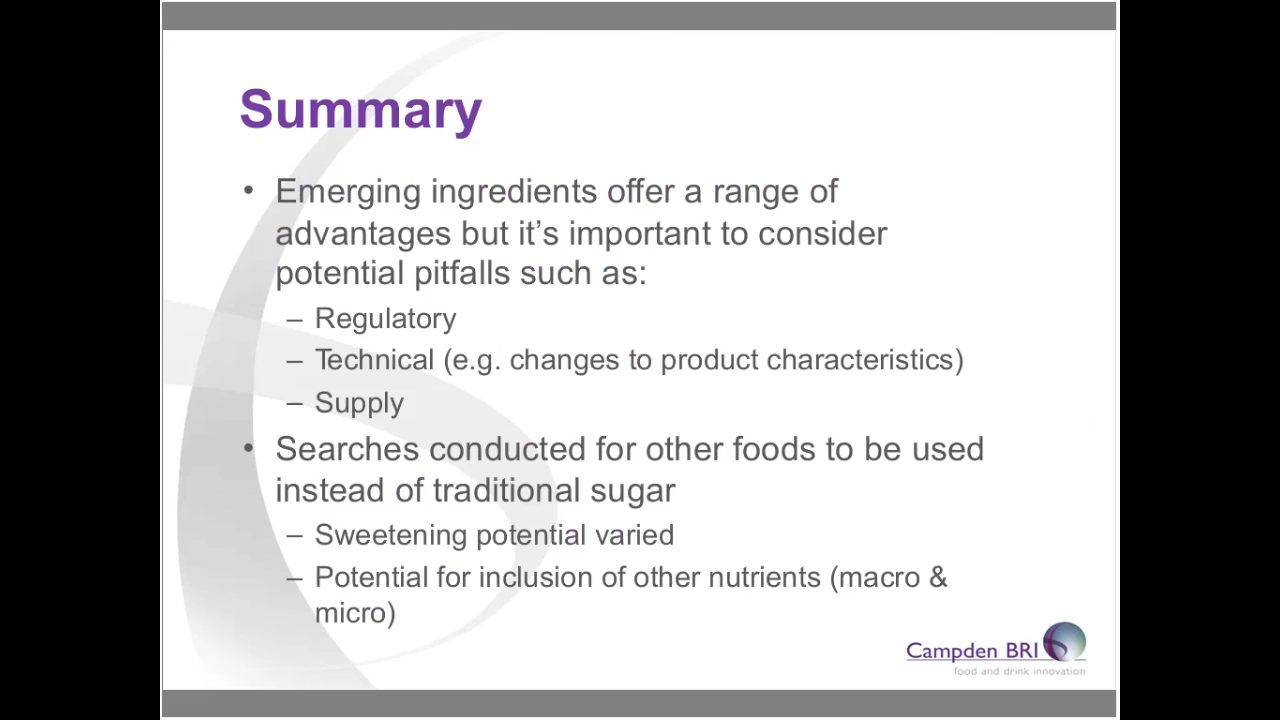 Summary
• Emerging ingredients offer a range of
advantages but it’s important to consider
potential pitfalls such as:
– Regulatory
– Technical (e.g. changes to product characteristics)
– Supply
• Searches conducted for other foods to be used
instead of traditional sugar
– Sweetening potential varied
– Potential for inclusion of other nutrients (macro &
micro)
Campden BRI
food and drink innovation